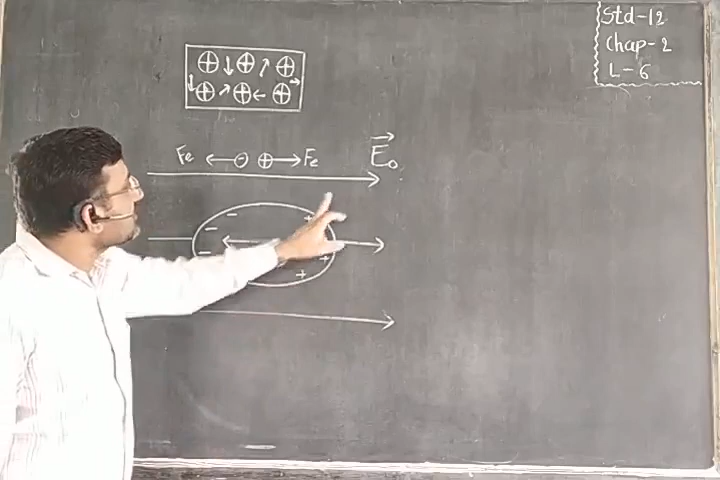 Std-12
Chap-2
L-6
⊕ ↓ ⊕ ↗ ⊕
↓ ⊕ ↗ ⊕ ← ⊕ →
Fe ← ⊖ ⊕ → Fe
E₀
− +
−
− +
+